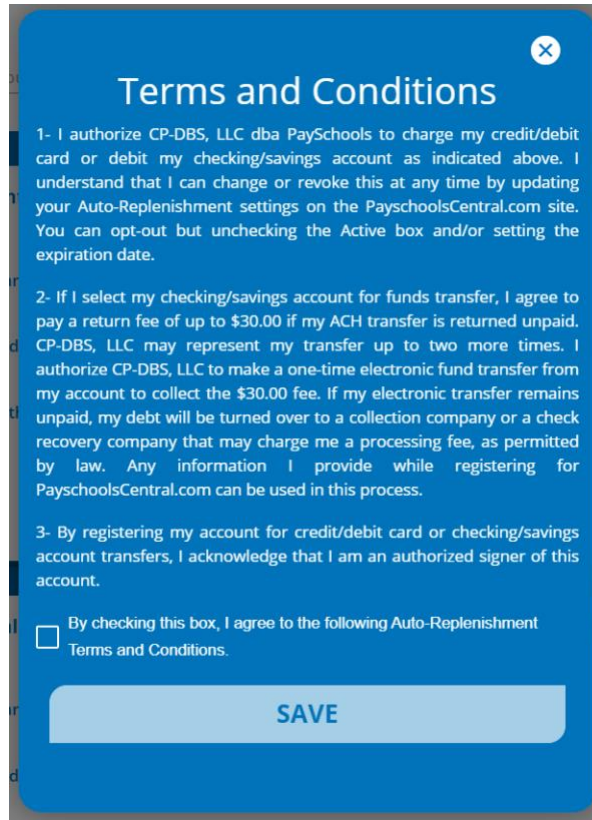 Terms and Conditions
1- I authorize CP-DBS, LLC dba PaySchools to charge my credit/debit
card or debit my checking/savings account as indicated above. I
understand that I can change or revoke this at any time by updating
your Auto-Replenishment settings on the PayschoolsCentral.com site.
You can opt-out but unchecking the Active box and/or setting the
expiration date.
2- If I select my checking/savings account for funds transfer, I agree to
pay a return fee of up to $30.00 if my ACH transfer is returned unpaid.
CP-DBS, LLC may represent my transfer up to two more times. I
authorize CP-DBS, LLC to make a one-time electronic fund transfer from
my account to collect the $30.00 fee. If my electronic transfer remains
unpaid, my debt will be turned over to a collection company or a check
recovery company that may charge me a processing fee, as permitted
by law. Any information I provide while registering for
PayschoolsCentral.com can be used in this process.
3- By registering my account for credit/debit card or checking/savings
account transfers, I acknowledge that I am an authorized signer of this
account.
By checking this box, I agree to the following Auto-Replenishment
Terms and Conditions.
SAVE